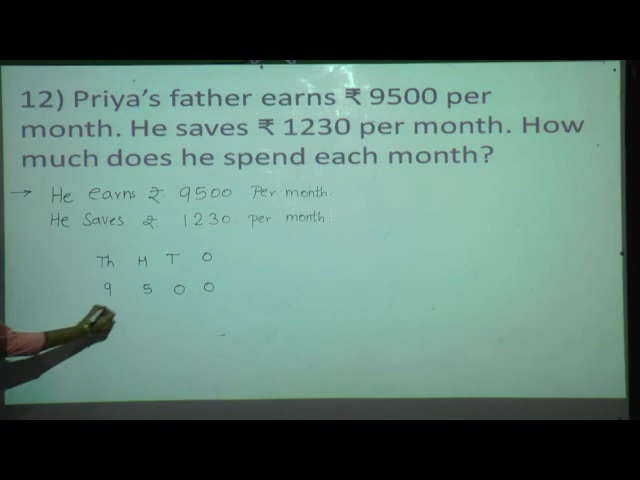 12) Priya's father earns ₹ 9500 per
month. He saves ₹ 1230 per month. How
much does he spend each month?
→ He earns ₹. 9500 Per month.
He Saves ₹. 1230 per month.
Th H T O
9 5 0 0